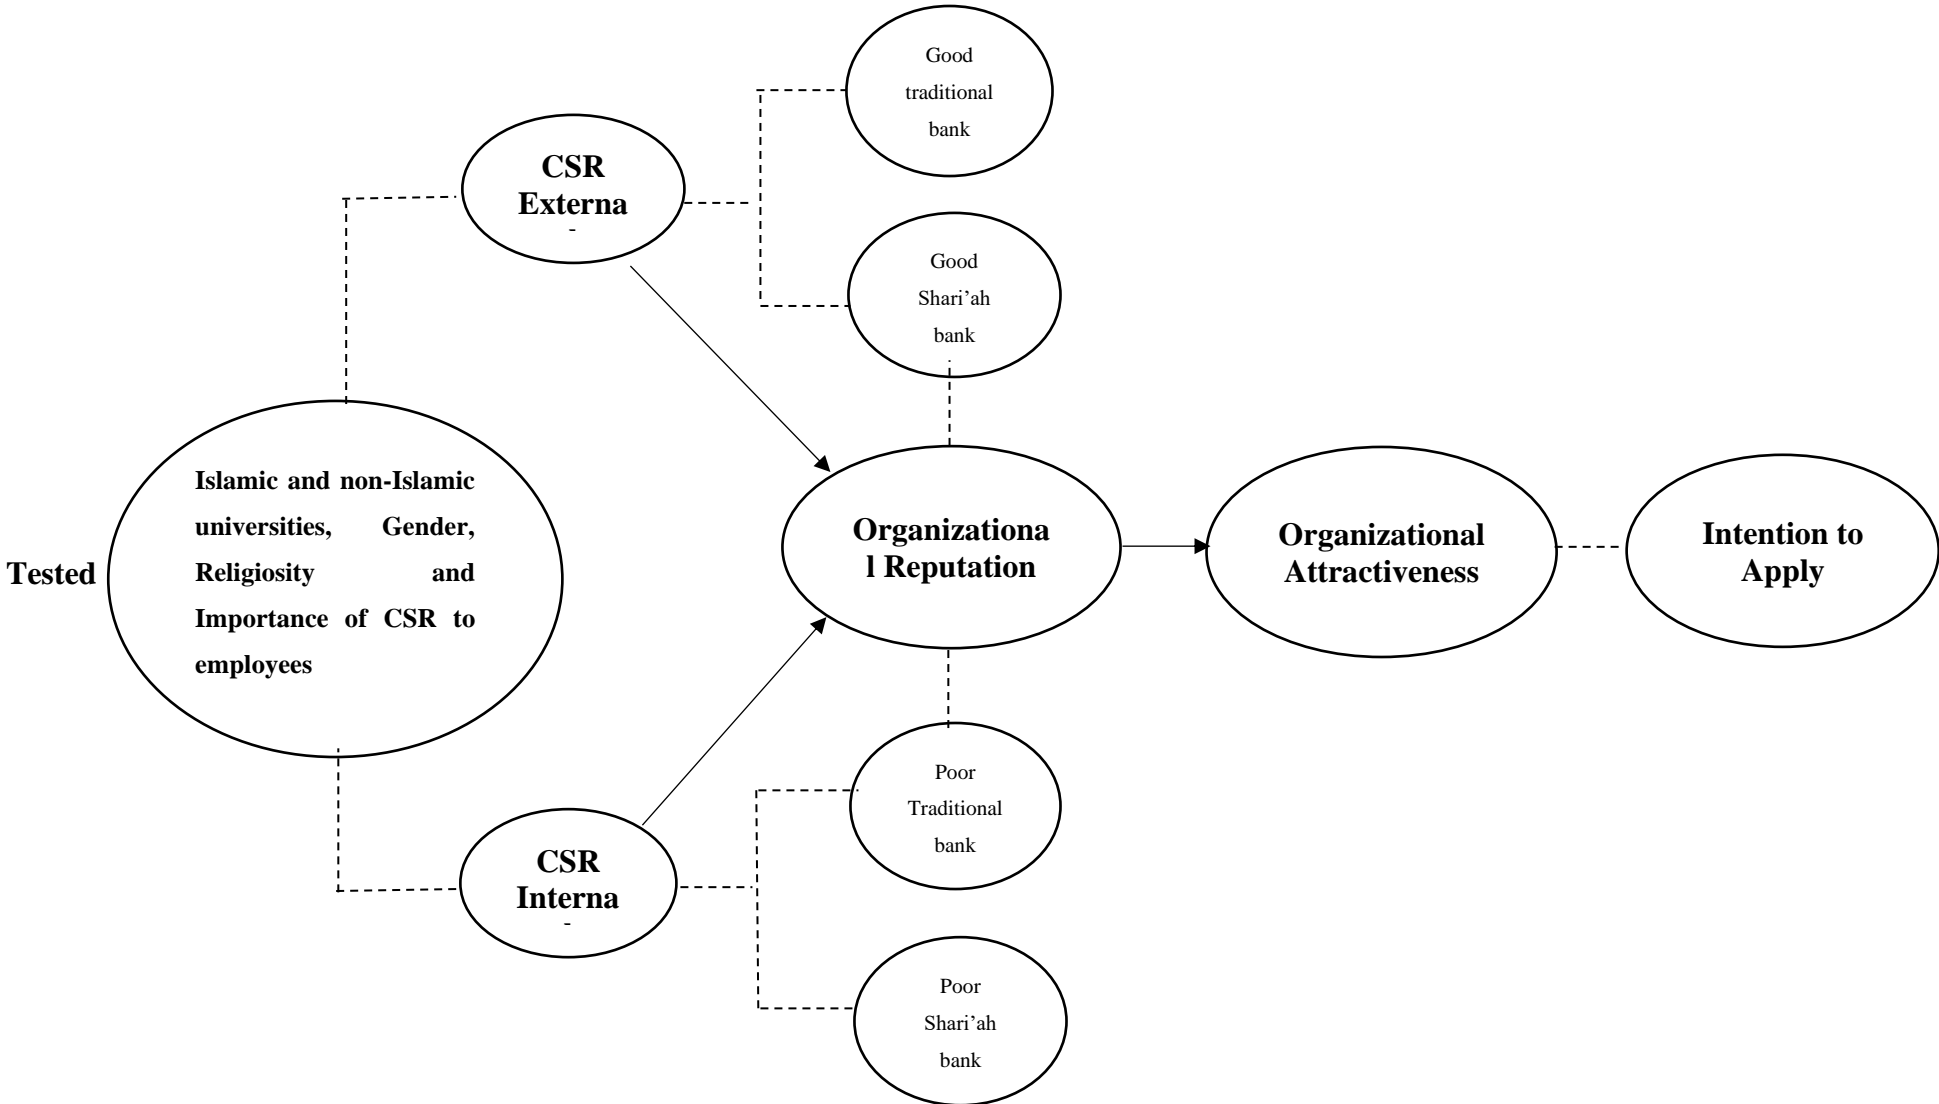 Good
traditional
bank
CSR
Externa
-
Good
Shari’ah
bank
Tested
Islamic and non-Islamic
universities, Gender,
Religiosity and
Importance of CSR to
employees
Organizationa
l Reputation
Organizational
Attractiveness
Intention to
Apply
Poor
Traditional
bank
CSR
Interna
-
Poor
Shari’ah
bank